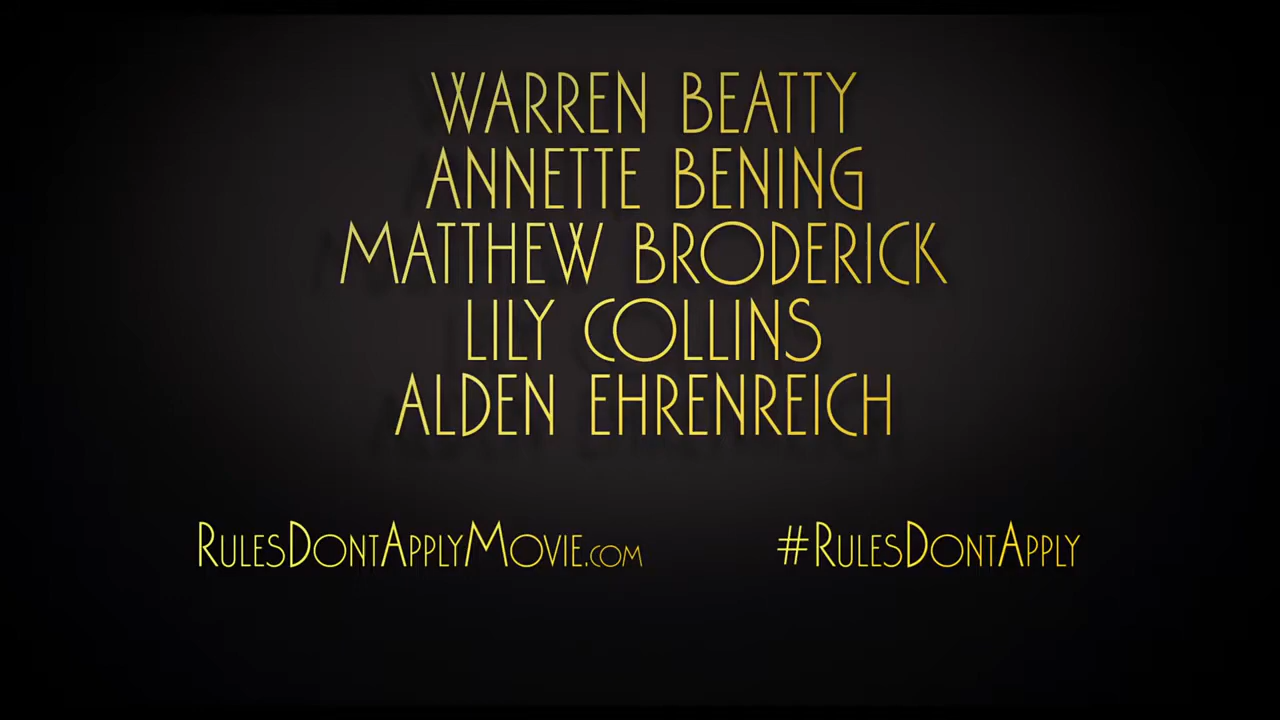 WARREN BEATTY
ANNETTE BENING
MATTHEW BRODERICK
LILY COLLINS
ALDEN EHRENREICH
RULESDONTAPPLYMOVIE.COM #RULESDONTAPPLY